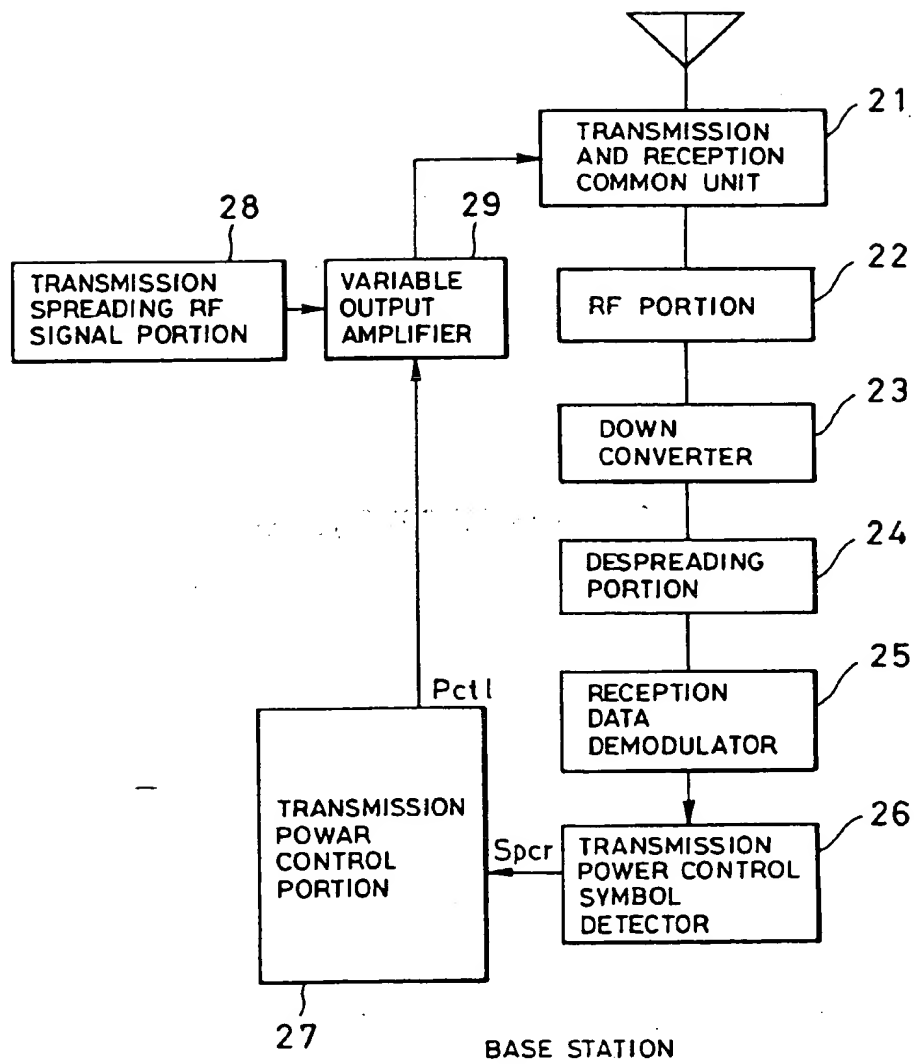 21
TRANSMISSION
AND RECEPTION
COMMON UNIT
28
29
TRANSMISSION
SPREADING RF
SIGNAL PORTION
VARIABLE
OUTPUT
AMPLIFIER
22
RF PORTION
23
DOWN
CONVERTER
24
DESPREADING
PORTION
25
RECEPTION
DATA
DEMODULATOR
Pctl
TRANSMISSION
POWAR
CONTROL
PORTION
Spcr
26
TRANSMISSION
POWER CONTROL
SYMBOL
DETECTOR
27
BASE STATION